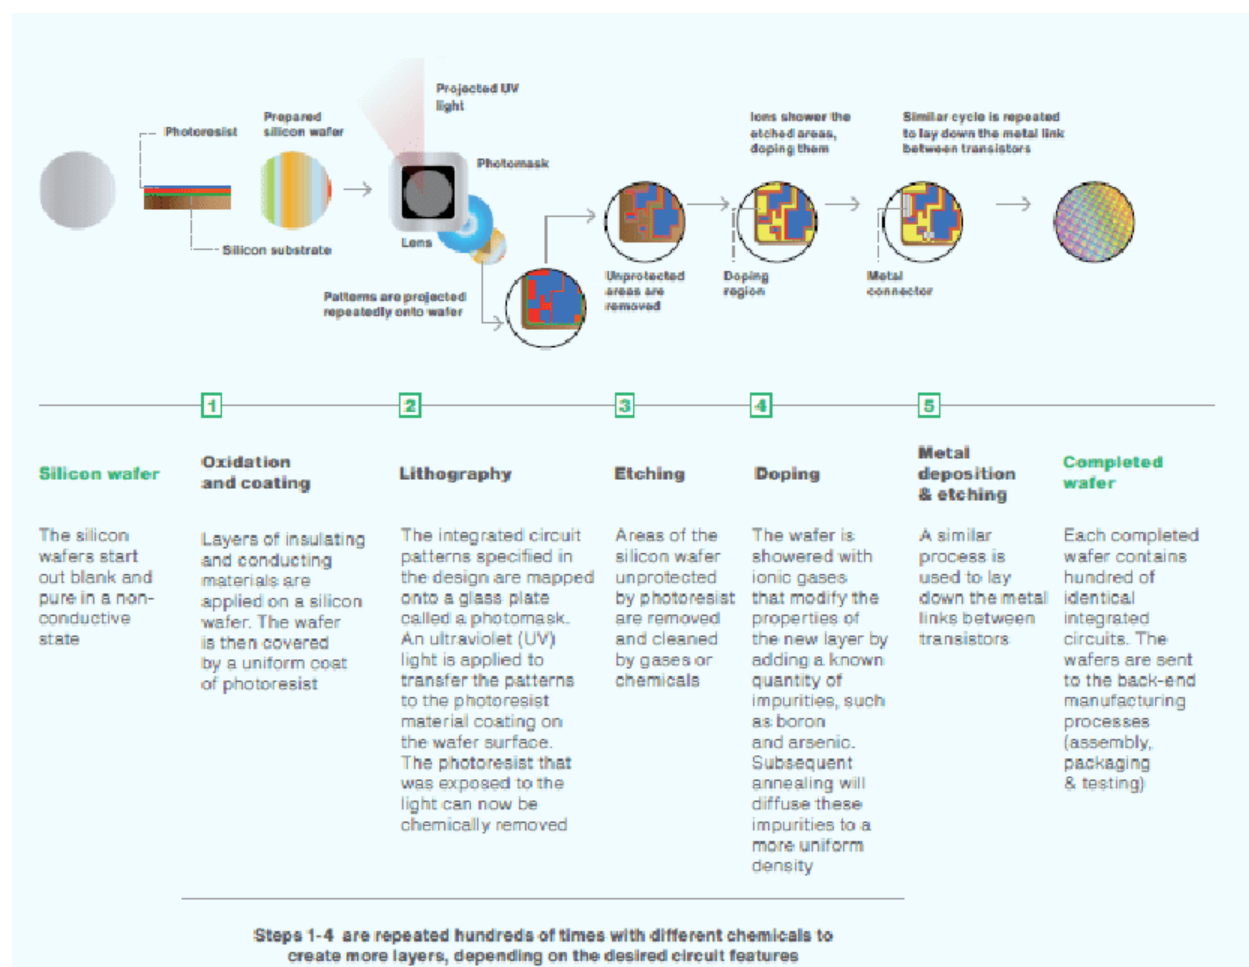 Projected UV
light
Photoresist
Prepared
silicon wafer
Photomask
Ions shower the
etched areas,
doping them
Similar cycle is repeated
to lay down the metal link
between transistors
Silicon substrate
Lens
Patterns are projected
repeatedly onto wafer
Unprotected
areas are
removed
Doping
region
Metal
connector
1
2
3
4
5
Silicon wafer
The silicon
wafers start
out blank and
pure in a non-
conductive
state
Oxidation
and coating
Layers of insulating
and conducting
materials are
applied on a silicon
wafer. The wafer
is then covered
by a uniform coat
of photoresist
Lithography
The integrated circuit
patterns specified in
the design are mapped
onto a glass plate
called a photomask.
An ultraviolet (UV)
light is applied to
transfer the patterns
to the photoresist
material coating on
the wafer surface.
The photoresist that
was exposed to the
light can now be
chemically removed
Etching
Areas of the
silicon wafer
unprotected
by photoresist
are removed
and cleaned
by gases or
chemicals
Doping
The wafer is
showered with
ionic gases
that modify the
properties of
the new layer by
adding a known
quantity of
impurities, such
as boron
and arsenic.
Subsequent
annealing will
diffuse these
impurities to a
more uniform
density
Metal
deposition
& etching
A similar
process is
used to lay
down the metal
links between
transistors
Completed
wafer
Each completed
wafer contains
hundred of
identical
integrated
circuits. The
wafers are sent
to the back-end
manufacturing
processes
(assembly,
packaging
& testing)
Steps 1-4 are repeated hundreds of times with different chemicals to
create more layers, depending on the desired circuit features